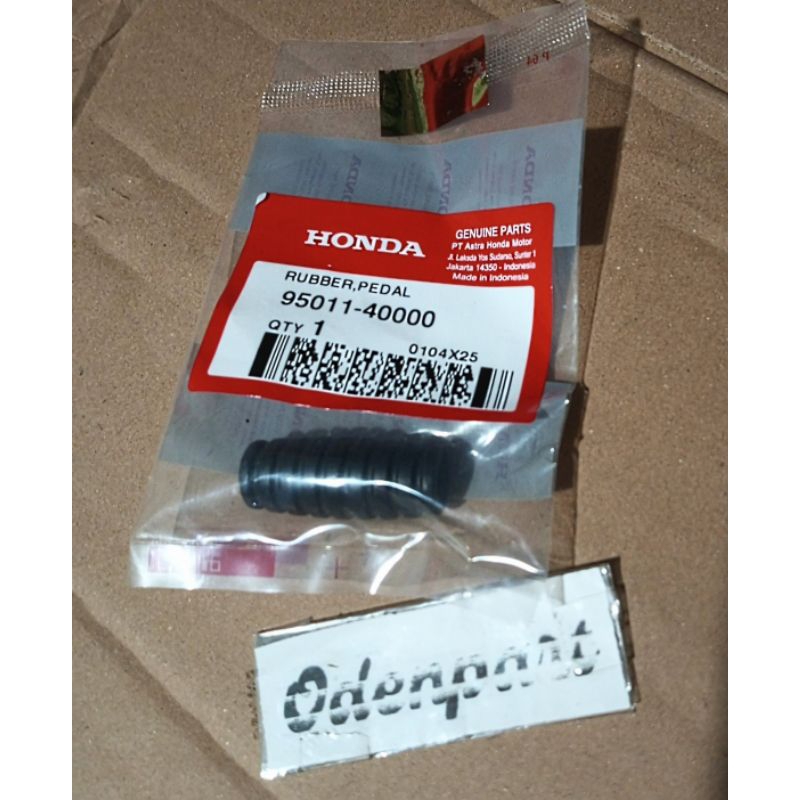 P 64
HONDA
GENUINE PARTS
PT Astra Honda Motor
Jl. Laksda Yos Sudarso, Sunter 1
Jakarta 14350 - Indonesia
Made in Indonesia
RUBBER,PEDAL
95011-40000
QTY 1
0104X25
Odenpart